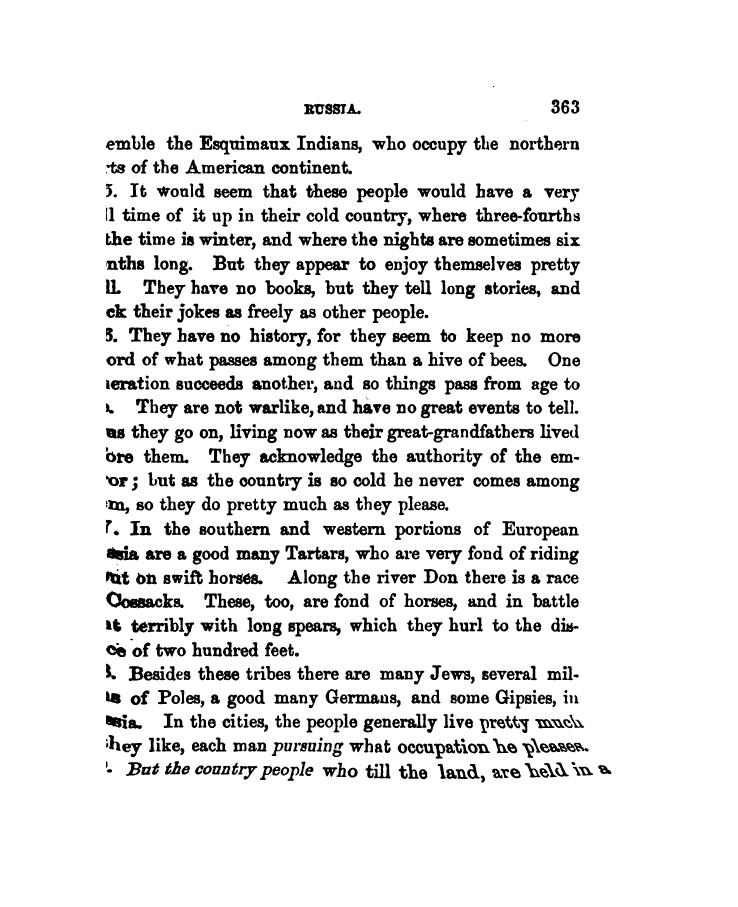 RUSSIA. 363
emble the Esquimaux Indians, who occupy the northern
ts of the American continent.
5. It would seem that these people would have a very
ll time of it up in their cold country, where three-fourths
the time is winter, and where the nights are sometimes six
nths long. But they appear to enjoy themselves pretty
ll. They have no books, but they tell long stories, and
ck their jokes as freely as other people.
6. They have no history, for they seem to keep no more
ord of what passes among them than a hive of bees. One
eration succeeds another, and so things pass from age to
They are not warlike, and have no great events to tell.
us they go on, living now as their great-grandfathers lived
ore them. They acknowledge the authority of the em-
or; but as the country is so cold he never comes among
m, so they do pretty much as they please.
7. In the southern and western portions of European
ssia are a good many Tartars, who are very fond of riding
out on swift horses. Along the river Don there is a race
Cossacks. These, too, are fond of horses, and in battle
it terribly with long spears, which they hurl to the dis-
ce of two hundred feet.
8. Besides these tribes there are many Jews, several mil-
ns of Poles, a good many Germans, and some Gipsies, in
ssia. In the cities, the people generally live pretty much
they like, each man pursuing what occupation he pleases.
But the country people who till the land, are held in a